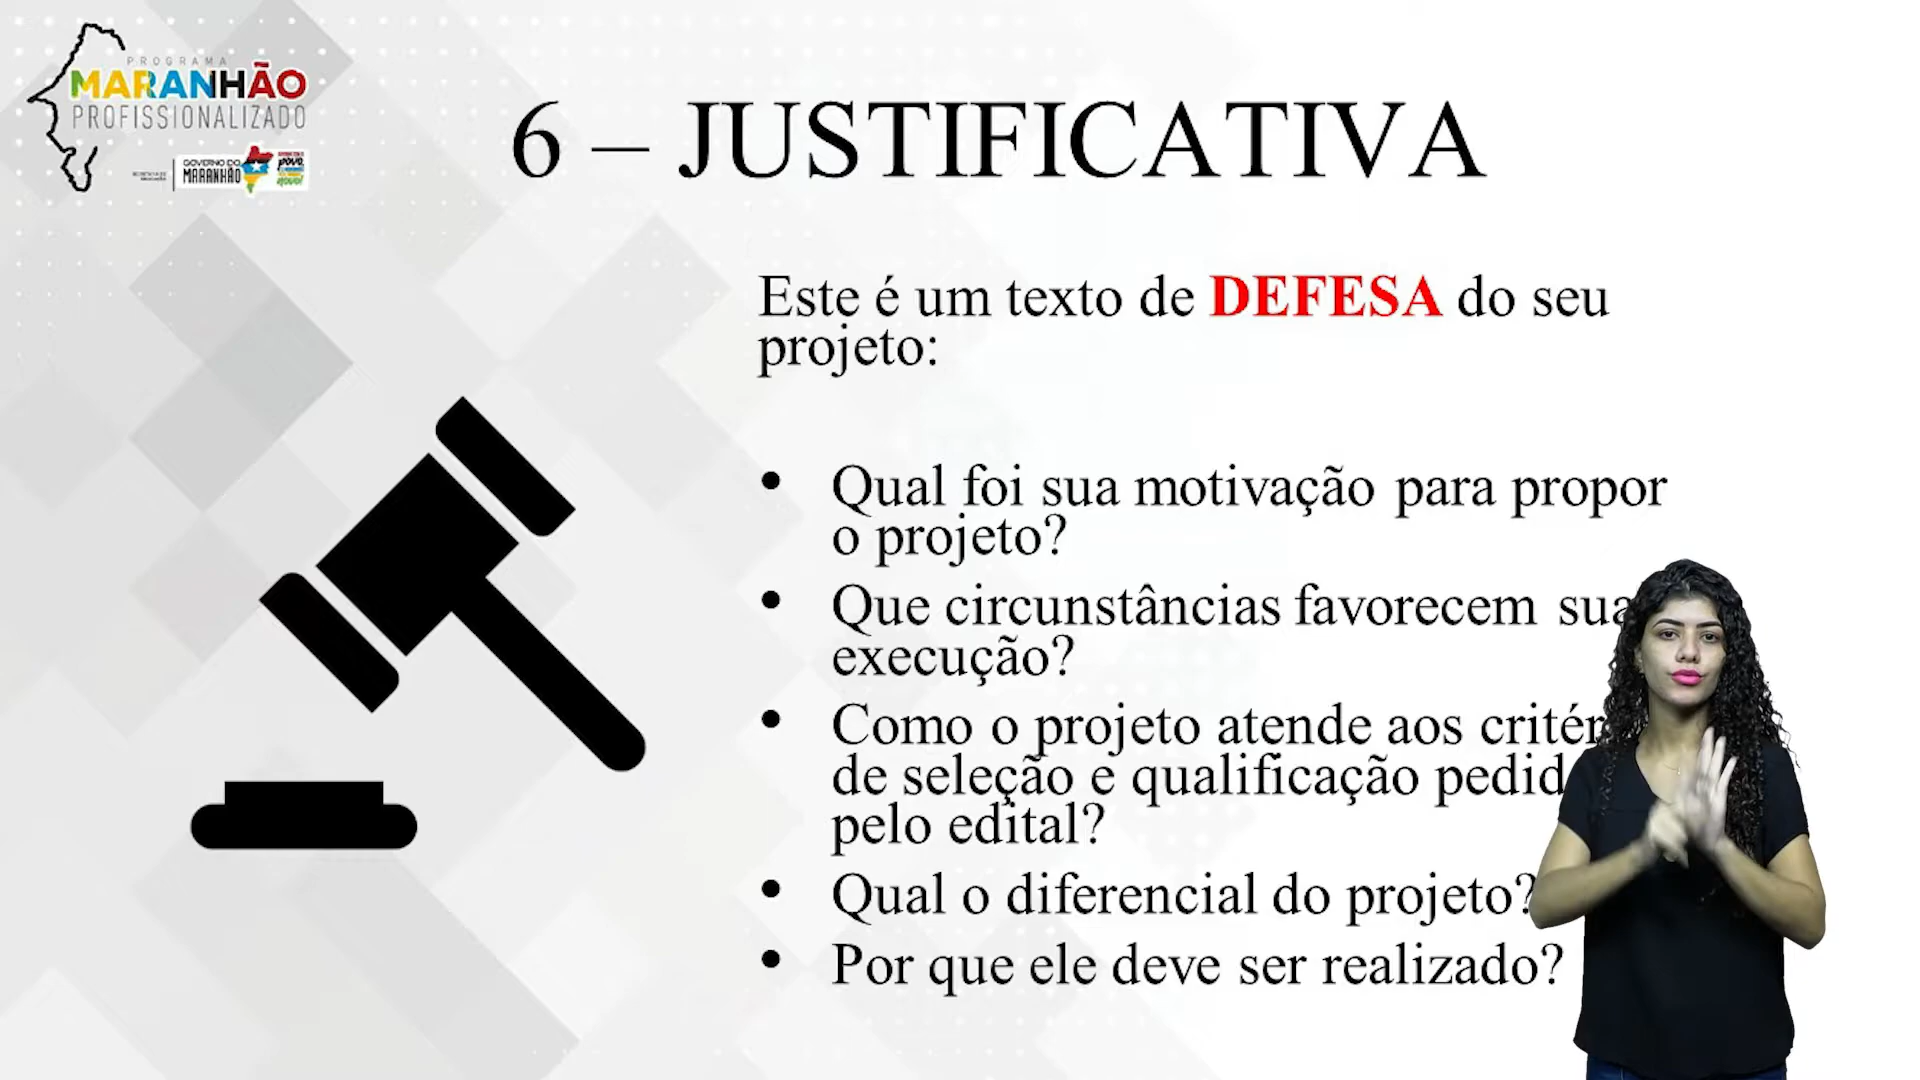 PROGRAMA
MARANHÃO
PROFISSIONALIZADO
GOVERNO DO
MARANHÃO
6 – JUSTIFICATIVA
Este é um texto de DEFESA do seu
projeto:
• Qual foi sua motivação para propor
o projeto?
• Que circunstâncias favorecem sua
execução?
• Como o projeto atende aos critér
de seleção e qualificação pedid
pelo edital?
• Qual o diferencial do projeto?
• Por que ele deve ser realizado?